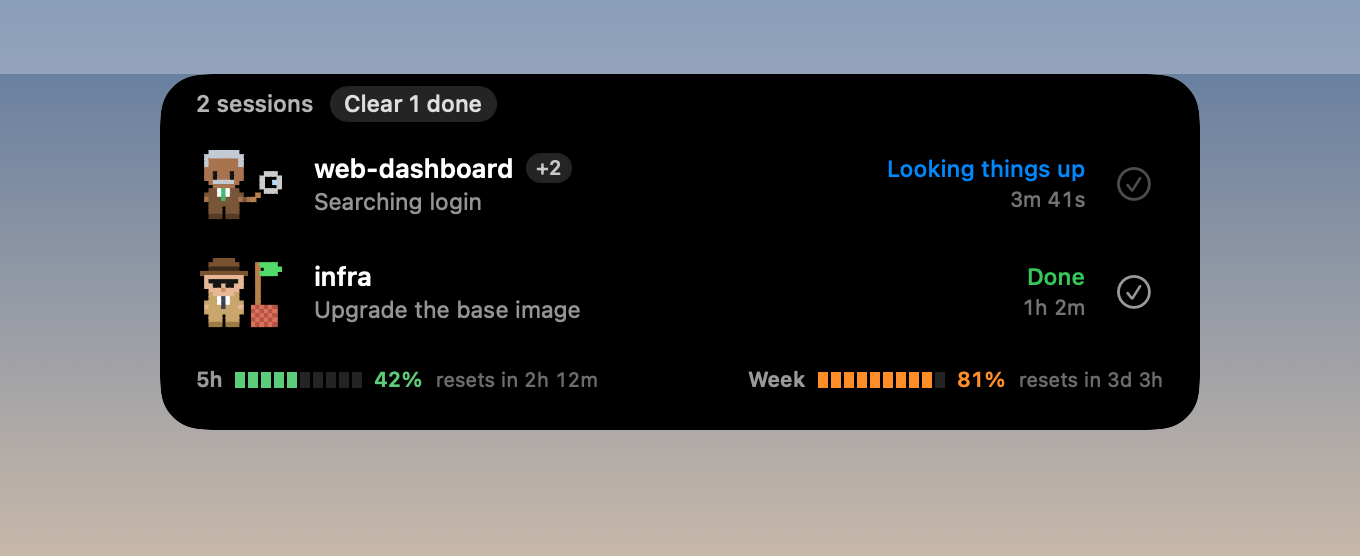 2 sessions Clear 1 done
web-dashboard +2 Looking things up
Searching login 3m 41s
infra Done
Upgrade the base image 1h 2m
5h 42% resets in 2h 12m Week 81% resets in 3d 3h